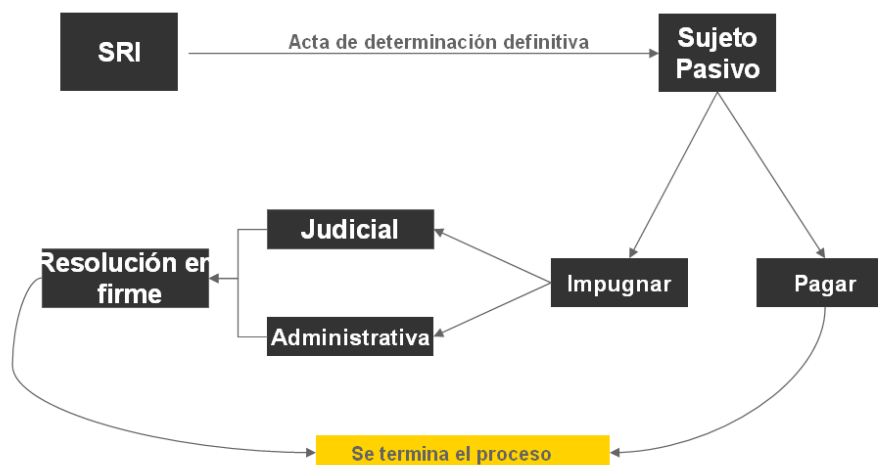 SRI
Acta de determinación definitiva
Sujeto
Pasivo
Judicial
Resolución en
firme
Impugnar
Pagar
Administrativa
Se termina el proceso